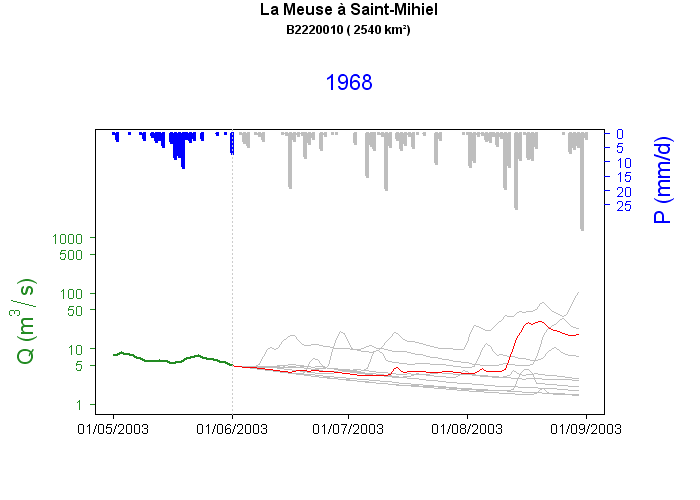 La Meuse à Saint-Mihiel
B2220010 ( 2540 km²)
1968
0
5
10
15
20
25
P (mm/d)
1000
500
100
50
10
5
1
Q (m³/s)
01/05/2003 01/06/2003 01/07/2003 01/08/2003 01/09/2003